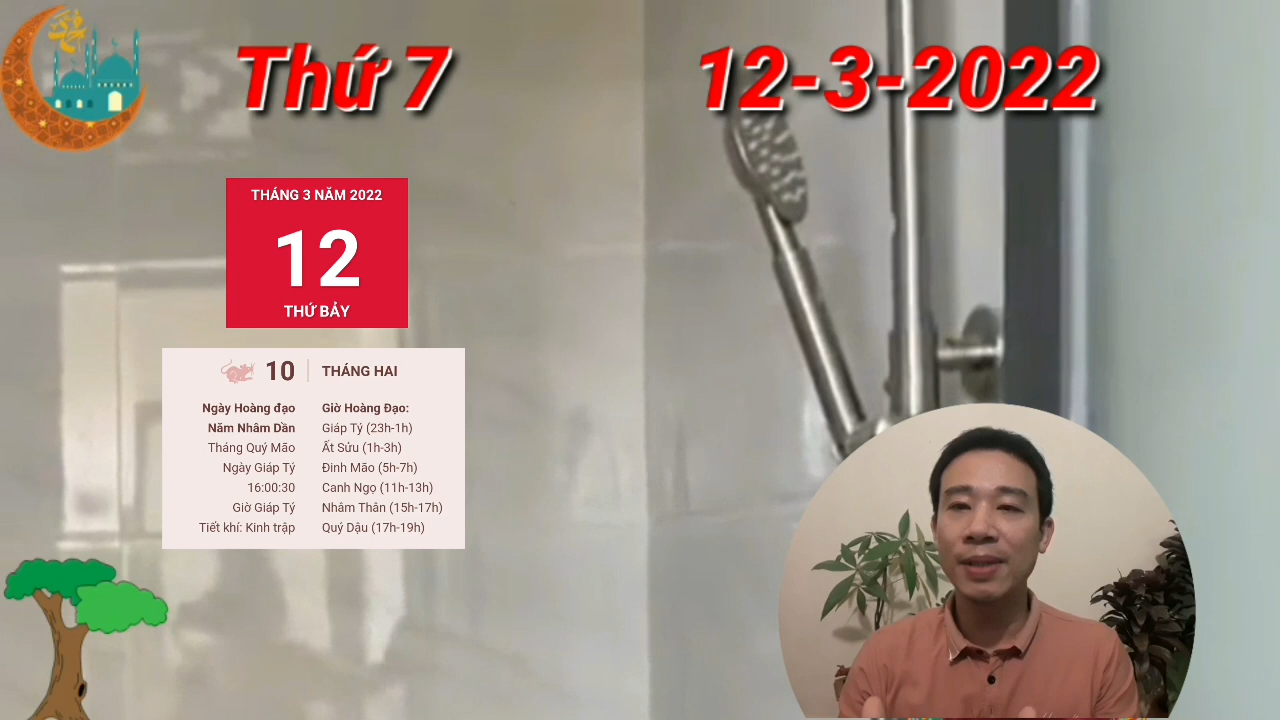 Thứ 7
12-3-2022
THÁNG 3 NĂM 2022
12
THỨ BẢY
10
THÁNG HAI
Ngày Hoàng đạo
Năm Nhâm Dần
Tháng Quý Mão
Ngày Giáp Tý
16:00:30
Giờ Giáp Tý
Tiết khí: Kinh trập
Giờ Hoàng Đạo:
Giáp Tý (23h-1h)
Ất Sửu (1h-3h)
Đinh Mão (5h-7h)
Canh Ngọ (11h-13h)
Nhâm Thân (15h-17h)
Quý Dậu (17h-19h)